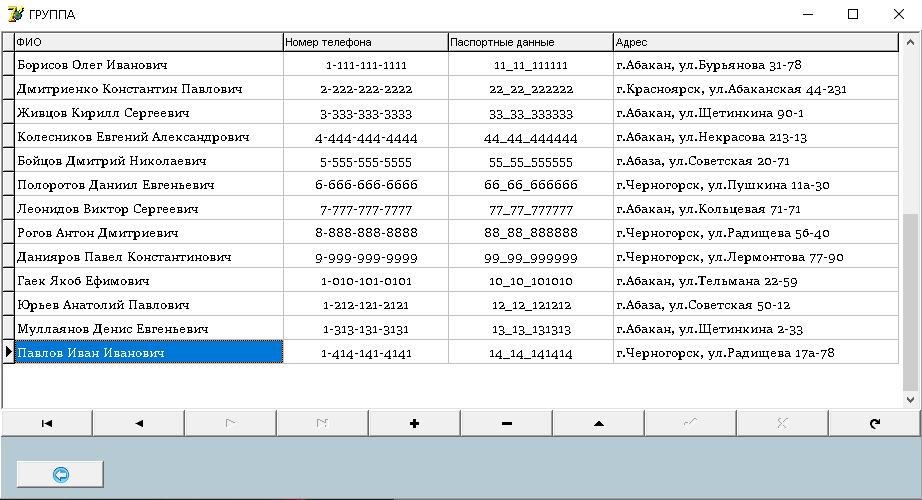 ГРУППА
ФИО Номер телефона Паспортные данные Адрес
Борисов Олег Иванович 1-111-111-1111 11_11_111111 г.Абакан, ул.Бурьянова 31-78
Дмитриенко Константин Павлович 2-222-222-2222 22_22_222222 г.Красноярск, ул.Абаканская 44-231
Живцов Кирилл Сергеевич 3-333-333-3333 33_33_333333 г.Абакан, ул.Щетинкина 90-1
Колесников Евгений Александрович 4-444-444-4444 44_44_444444 г.Абакан, ул.Некрасова 213-13
Бойцов Дмитрий Николаевич 5-555-555-5555 55_55_555555 г.Абаза, ул.Советская 20-71
Полоротов Даниил Евгеньевич 6-666-666-6666 66_66_666666 г.Черногорск, ул.Пушкина 11а-30
Леонидов Виктор Сергеевич 7-777-777-7777 77_77_777777 г.Абакан, ул.Кольцевая 71-71
Рогов Антон Дмитриевич 8-888-888-8888 88_88_888888 г.Черногорск, ул.Радищева 56-40
Данияров Павел Константинович 9-999-999-9999 99_99_999999 г.Черногорск, ул.Лермонтова 77-90
Гаек Якоб Ефимович 1-010-101-0101 10_10_101010 г.Абакан, ул.Тельмана 22-59
Юрьев Анатолий Павлович 1-212-121-2121 12_12_121212 г.Абаза, ул.Советская 50-12
Муллаянов Денис Евгеньевич 1-313-131-3131 13_13_131313 г.Абакан, ул.Щетинкина 2-33
Павлов Иван Иванович 1-414-141-4141 14_14_141414 г.Черногорск, ул.Радищева 17а-78